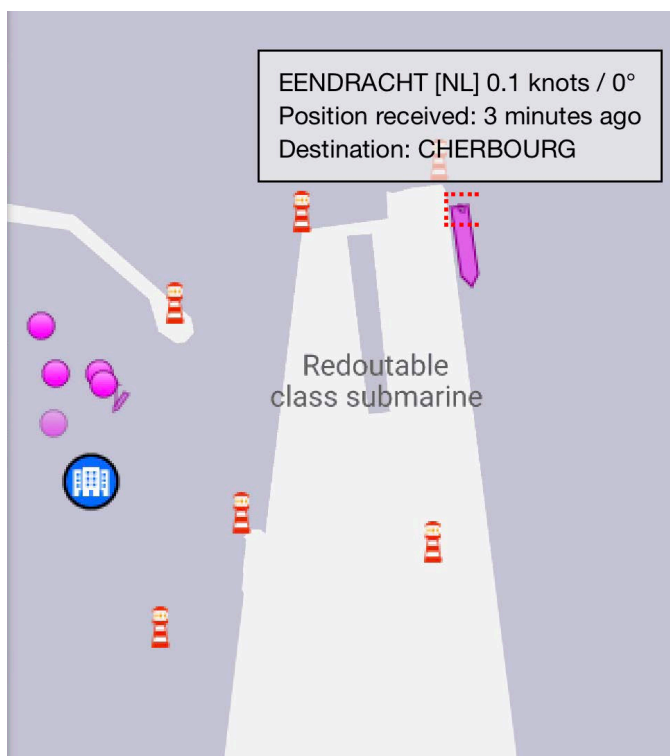 EENDRACHT [NL] 0.1 knots / 0°
Position received: 3 minutes ago
Destination: CHERBOURG
Redoutable
class submarine